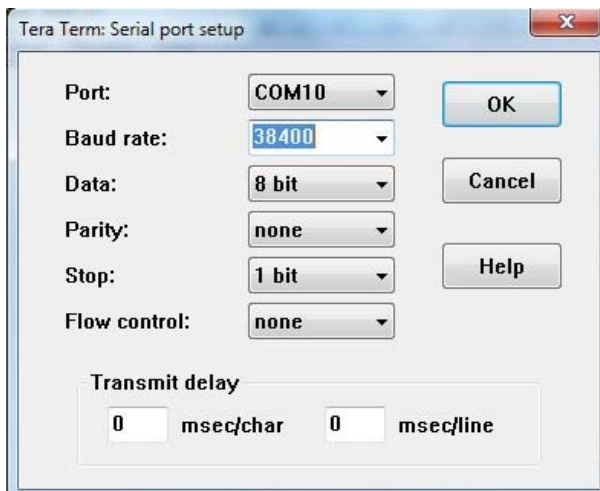 Tera Term: Serial port setup
Port: COM10
OK
Baud rate: 38400
Data: 8 bit
Cancel
Parity: none
Stop: 1 bit
Help
Flow control: none
Transmit delay
0 msec/char 0 msec/line